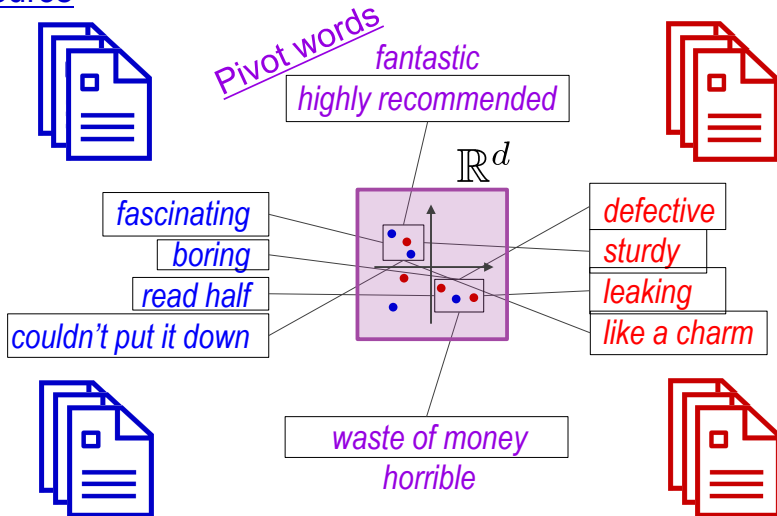 Pivot words
fantastic
highly recommended
ℝᵈ
fascinating
boring
read half
couldn’t put it down
defective
sturdy
leaking
like a charm
waste of money
horrible